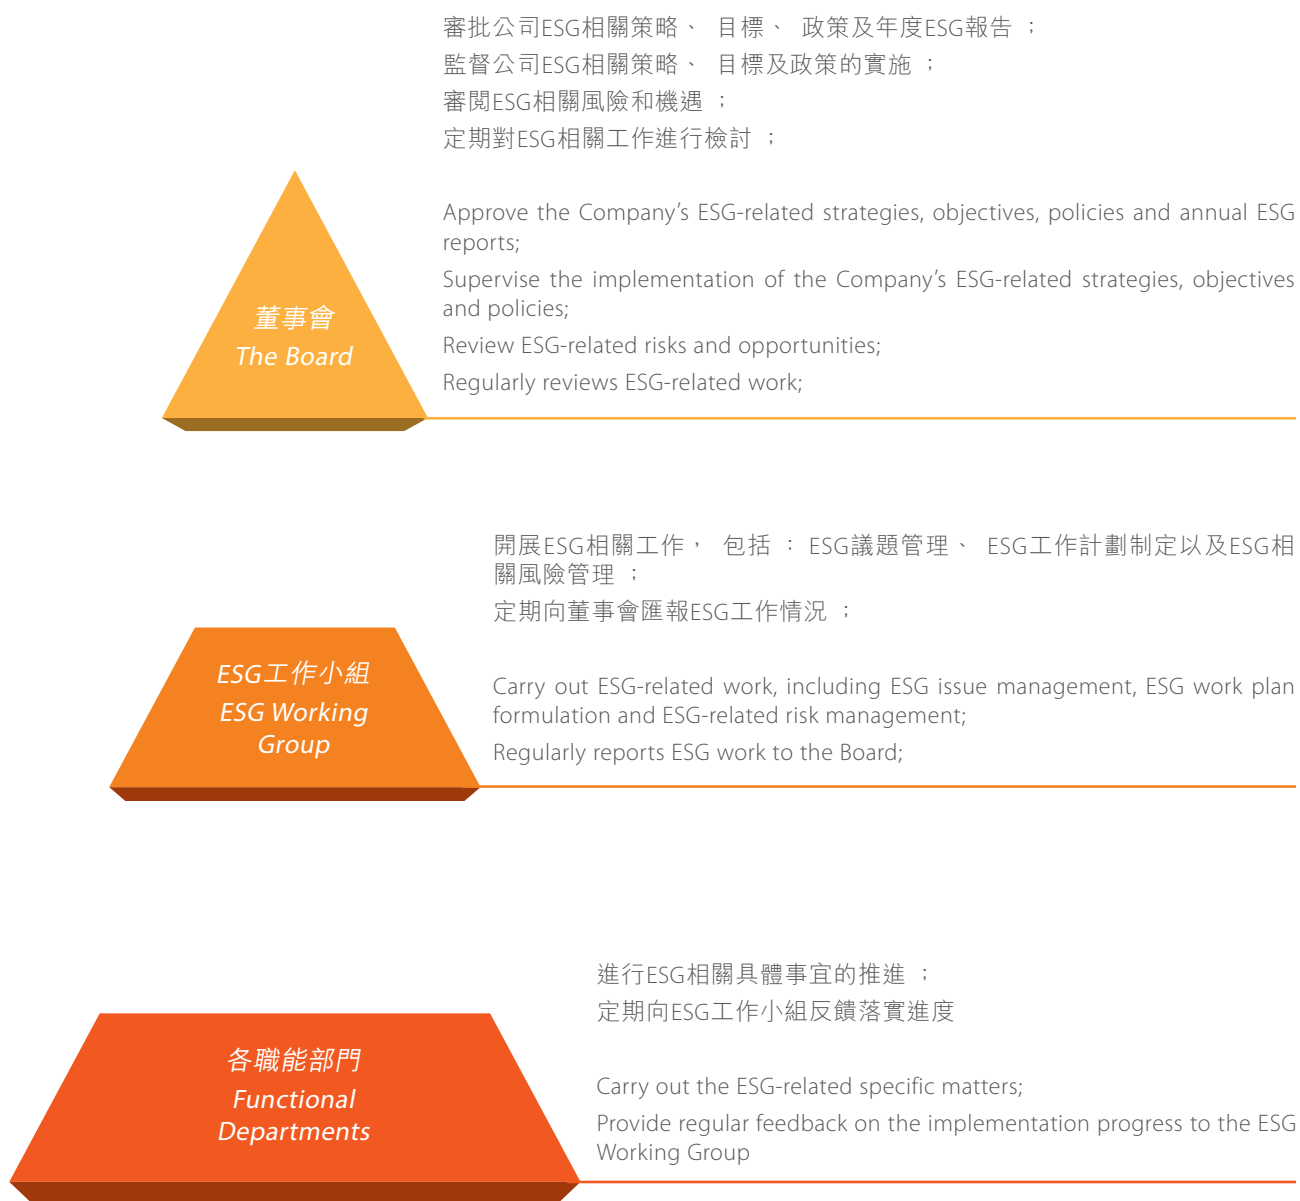 審批公司ESG相關策略、 目標、 政策及年度ESG報告 ；
監督公司ESG相關策略、 目標及政策的實施 ；
審閱ESG相關風險和機遇 ；
定期對ESG相關工作進行檢討 ；
Approve the Company’s ESG-related strategies, objectives, policies and annual ESG
reports;
Supervise the implementation of the Company’s ESG-related strategies, objectives
and policies;
Review ESG-related risks and opportunities;
Regularly reviews ESG-related work;
董事會
The Board
開展ESG相關工作， 包括 ： ESG議題管理、 ESG工作計劃制定以及ESG相
關風險管理 ；
定期向董事會匯報ESG工作情況 ；
Carry out ESG-related work, including ESG issue management, ESG work plan
formulation and ESG-related risk management;
Regularly reports ESG work to the Board;
ESG工作小組
ESG Working
Group
進行ESG相關具體事宜的推進 ；
定期向ESG工作小組反饋落實進度
Carry out the ESG-related specific matters;
Provide regular feedback on the implementation progress to the ESG
Working Group
各職能部門
Functional
Departments